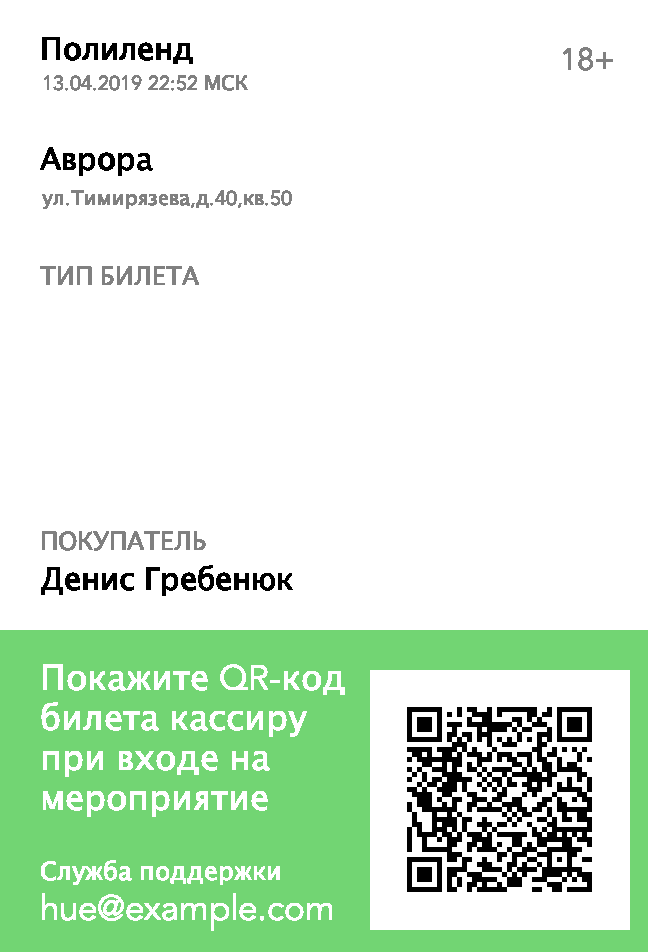 Полиленд
18+
13.04.2019 22:52 МСК
Аврора
ул.Тимирязева,д.40,кв.50
ТИП БИЛЕТА
ПОКУПАТЕЛЬ
Денис Гребенюк
Покажите QR-код
билета кассиру
при входе на
мероприятие
Служба поддержки
hue@example.com